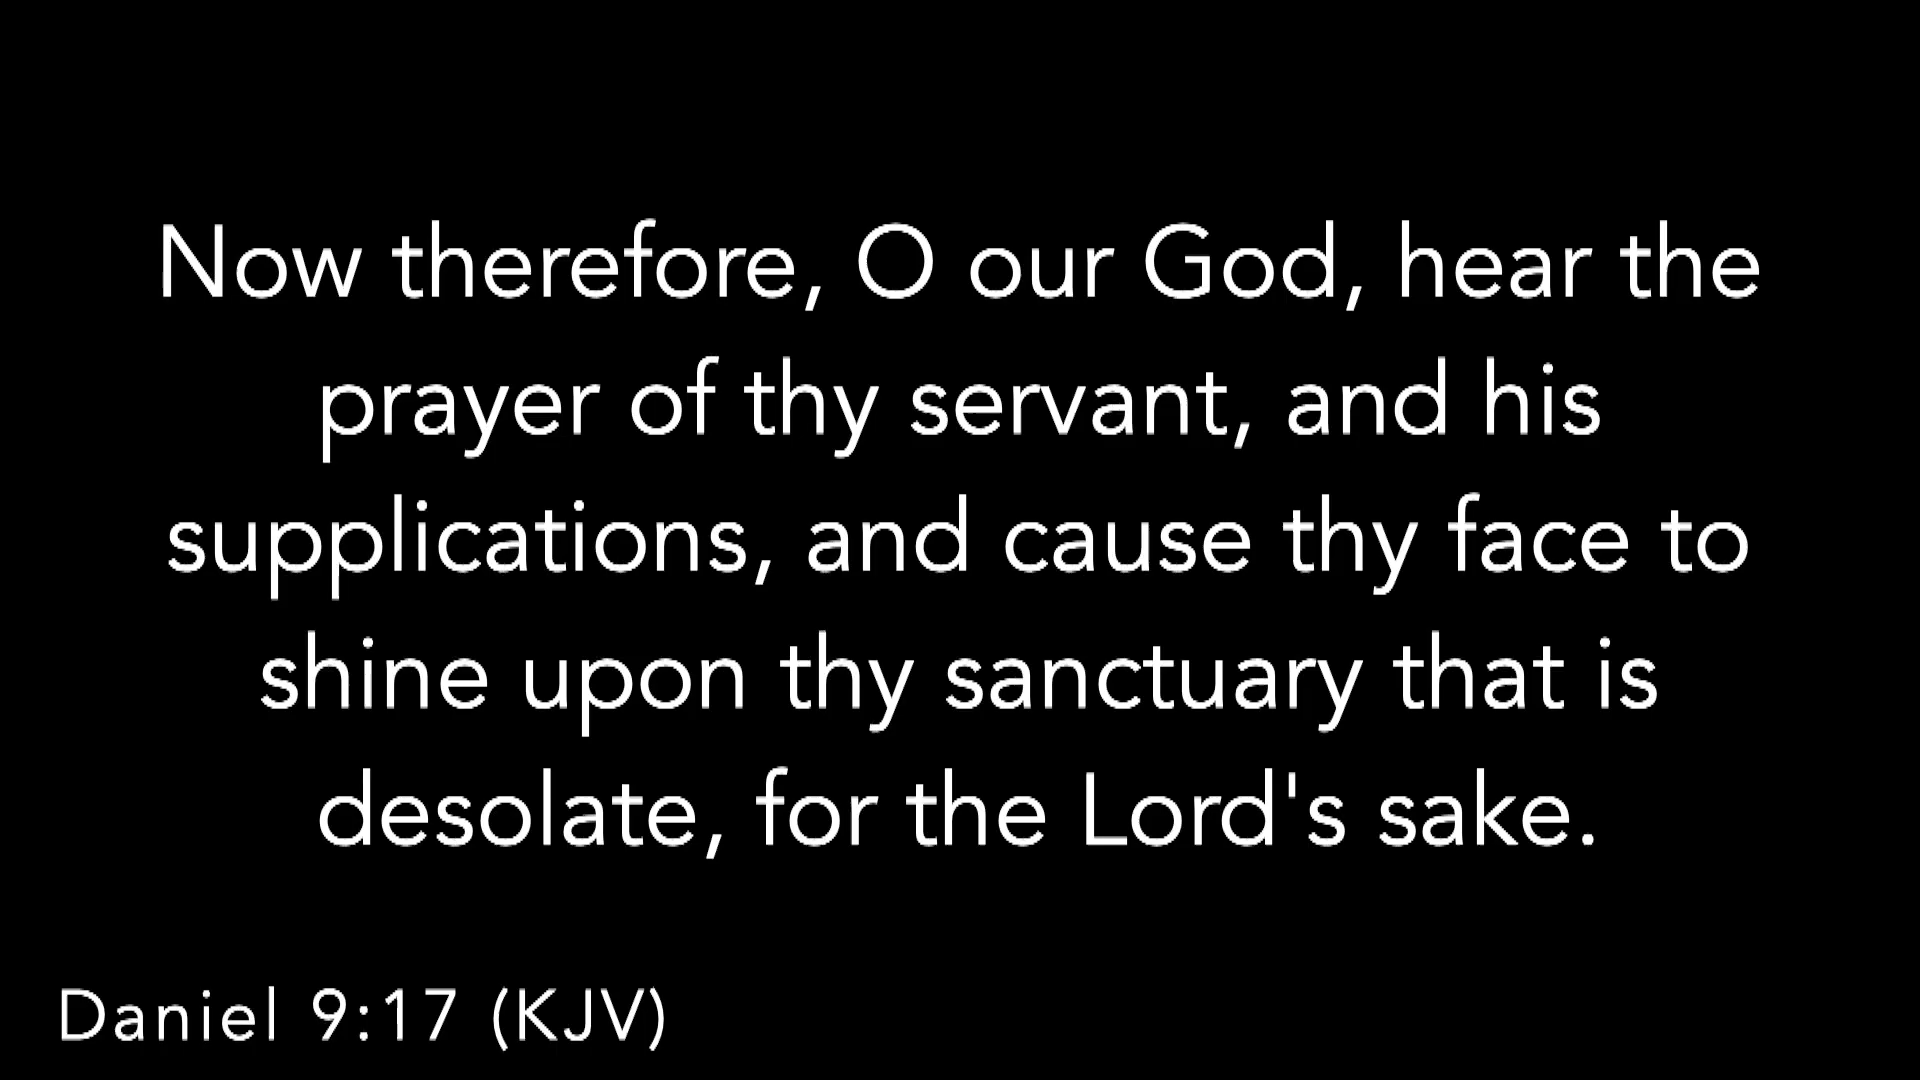 Now therefore, O our God, hear the
prayer of thy servant, and his
supplications, and cause thy face to
shine upon thy sanctuary that is
desolate, for the Lord's sake.
Daniel 9:17 (KJV)